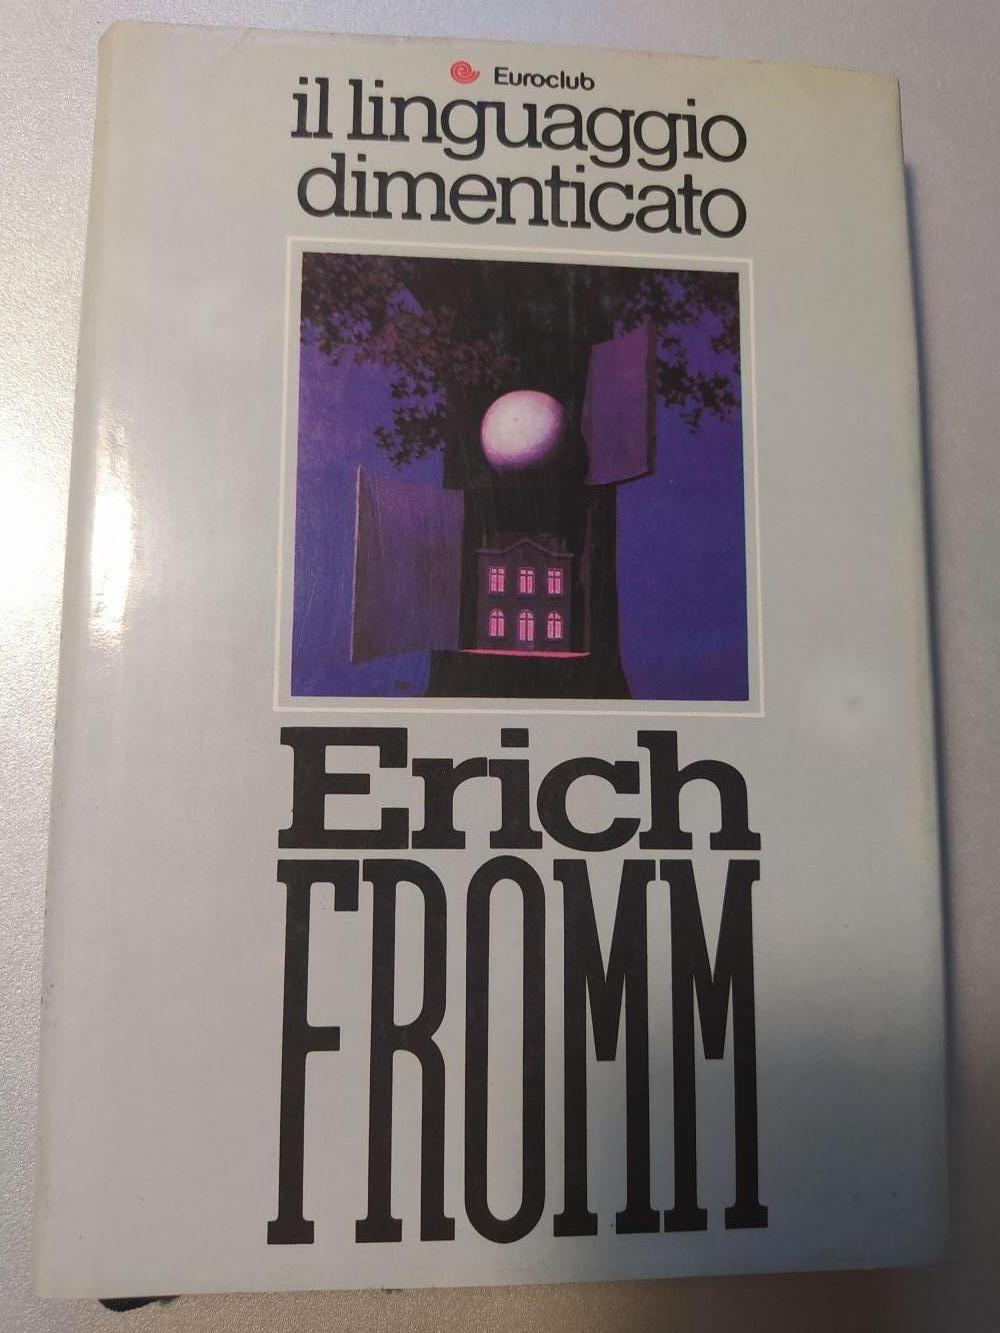 Euroclub
il linguaggio
dimenticato
Erich
FROMM